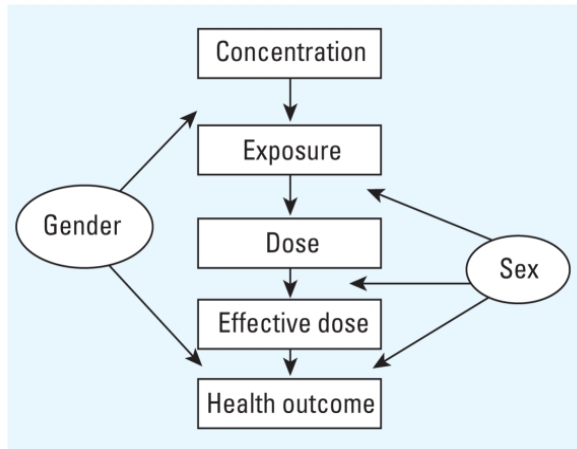 Concentration
Exposure
Gender
Dose
Sex
Effective dose
Health outcome